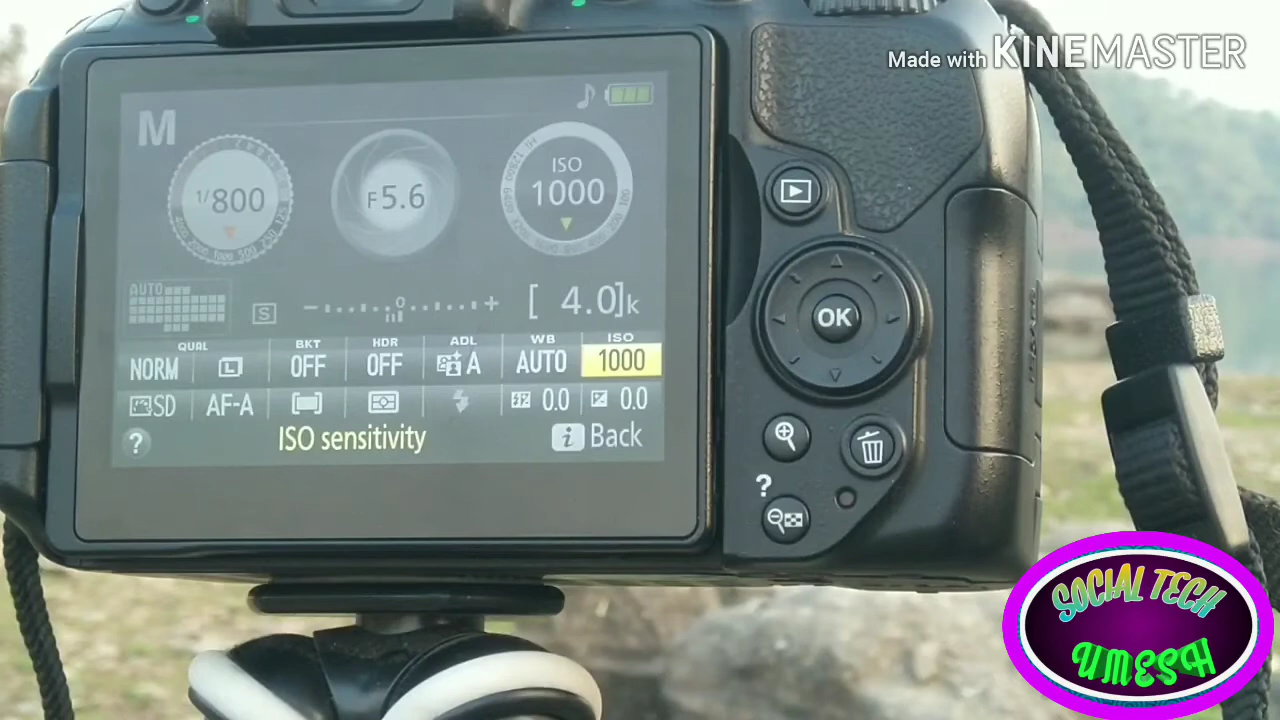 Made with KINEMASTER
M
1/800
F5.6
ISO
1000
AUTO
S
- 0 +
[ 4.0]k
QUAL BKT HDR ADL WB ISO
NORM L OFF OFF A AUTO 1000
SD AF-A 0.0 0.0
? ISO sensitivity i Back
OK
?
SOCIAL TECH
UMESH